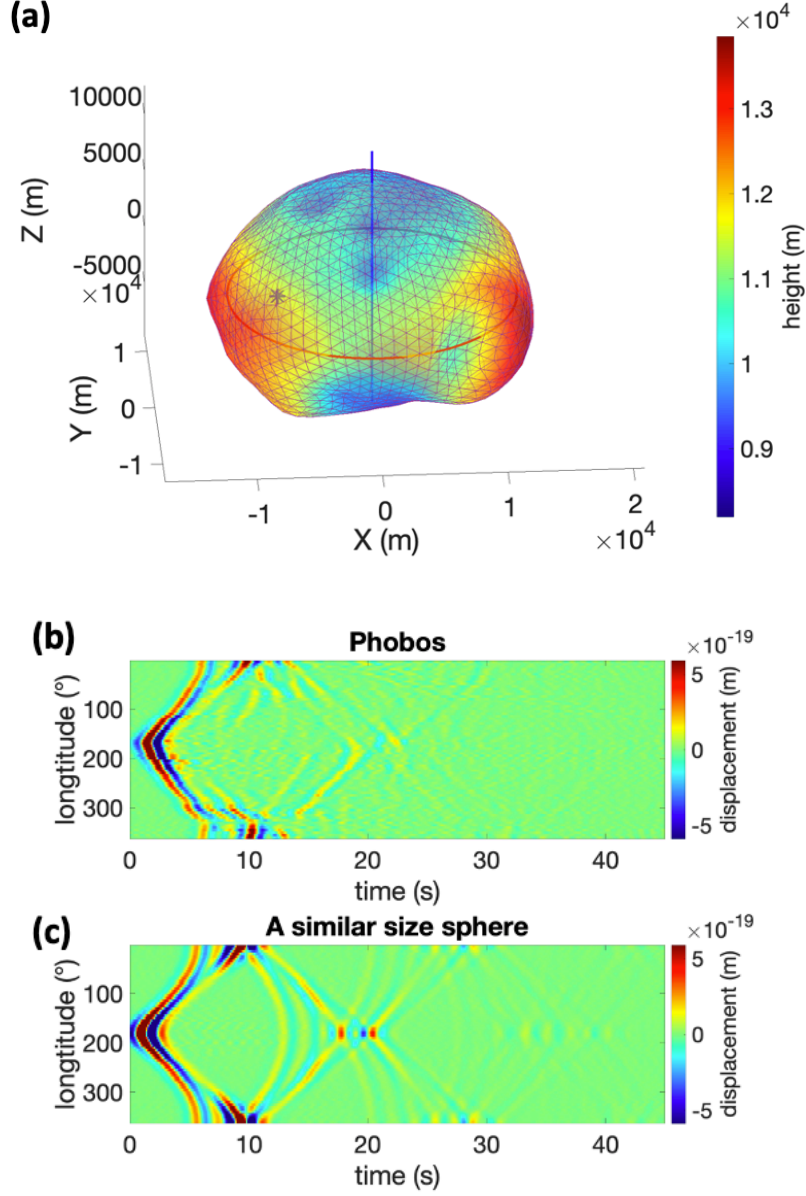 (a)
×10⁴
10000
5000
0
-5000
×10⁴
1
0
-1
Z (m)
Y (m)
-1
0
1
2
X (m)
×10⁴
1.3
1.2
1.1
1
0.9
height (m)
(b)
Phobos
×10⁻¹⁹
longtitude (°)
100
200
300
0
10
20
30
40
time (s)
5
0
-5
displacement (m)
(c)
A similar size sphere
×10⁻¹⁹
longtitude (°)
100
200
300
0
10
20
30
40
time (s)
5
0
-5
displacement (m)